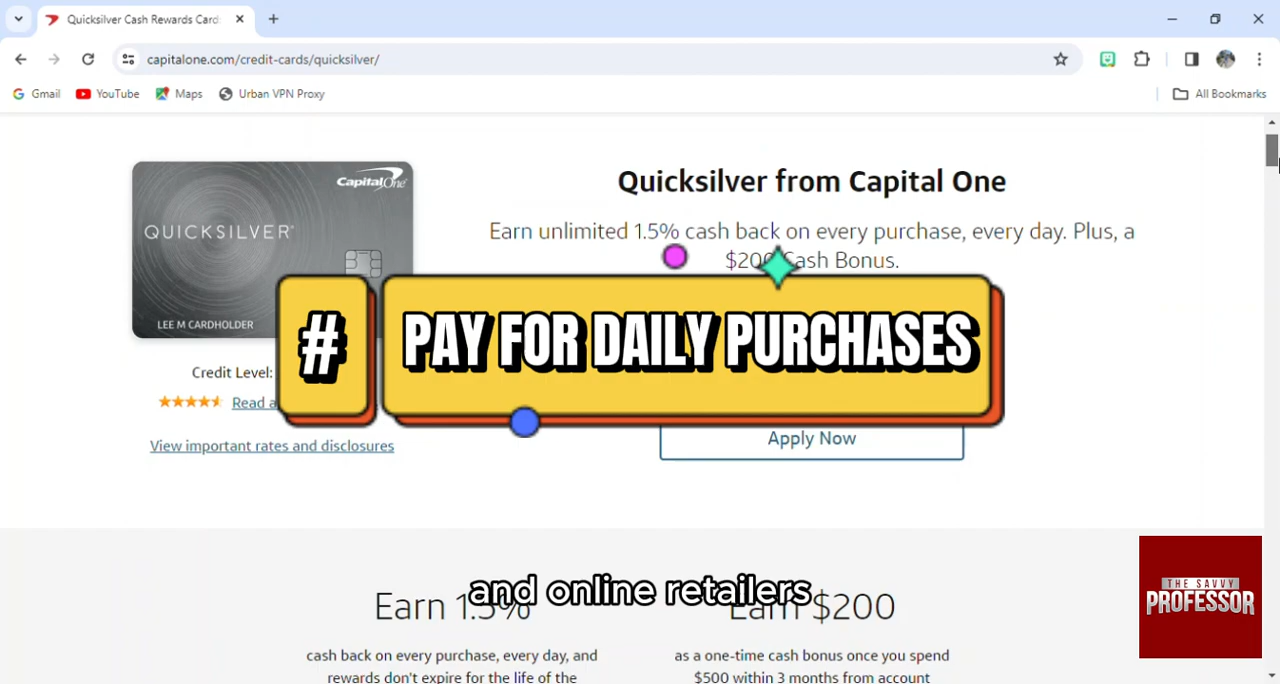 Quicksilver Cash Rewards Card
capitalone.com/credit-cards/quicksilver/
Gmail
YouTube
Maps
Urban VPN Proxy
All Bookmarks
Capital One
QUICKSILVER
LEE M CARDHOLDER
Quicksilver from Capital One
Earn unlimited 1.5% cash back on every purchase, every day. Plus, a
$200 Cash Bonus.
# PAY FOR DAILY PURCHASES
Credit Level:
Read
View important rates and disclosures
Apply Now
and online retailers
Earn 1.5%
cash back on every purchase, every day, and
rewards don't expire for the life of the
Earn $200
as a one-time cash bonus once you spend
$500 within 3 months from account
THE SAVVY
PROFESSOR